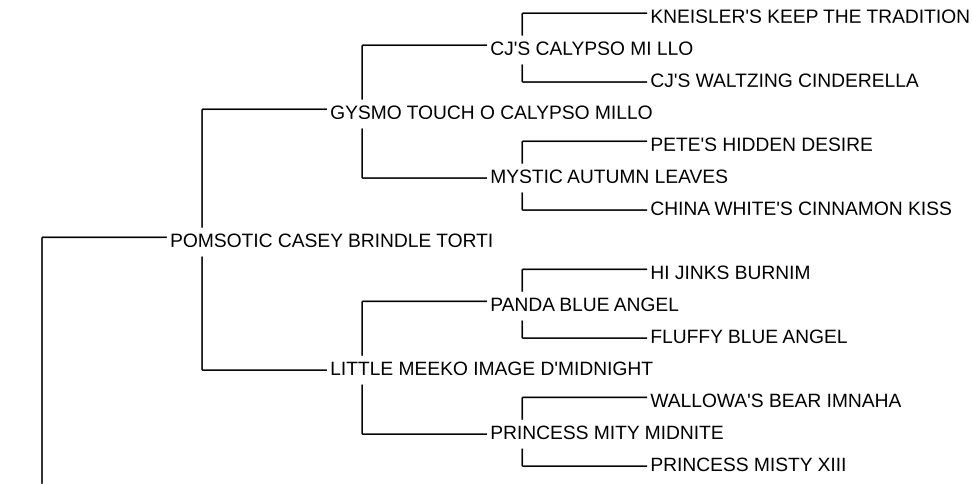 KNEISLER'S KEEP THE TRADITION
CJ'S CALYPSO MI LLO
CJ'S WALTZING CINDERELLA
GYSMO TOUCH O CALYPSO MILLO
PETE'S HIDDEN DESIRE
MYSTIC AUTUMN LEAVES
CHINA WHITE'S CINNAMON KISS
POMSOTIC CASEY BRINDLE TORTI
HI JINKS BURNIM
PANDA BLUE ANGEL
FLUFFY BLUE ANGEL
LITTLE MEEKO IMAGE D'MIDNIGHT
WALLOWA'S BEAR IMNAHA
PRINCESS MITY MIDNITE
PRINCESS MISTY XIII